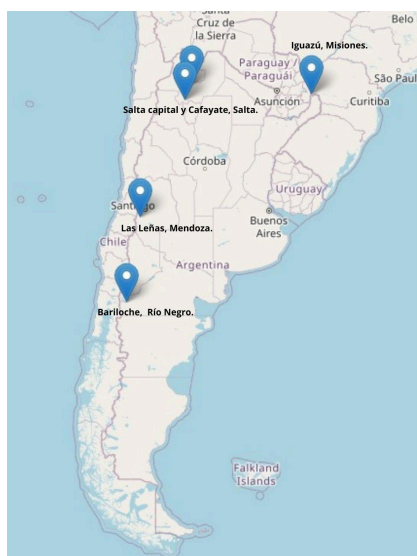 Cruz de
la Sierra
Belo
Iguazú, Misiones.
Paraguay /
Paraguái
São Paul
Asunción
Curitiba
Salta capital y Cafayate, Salta.
Córdoba
Uruguay
Buenos
Aires
Las Leñas, Mendoza.
Chile
Argentina
Bariloche, Río Negro.
Falkland
Islands